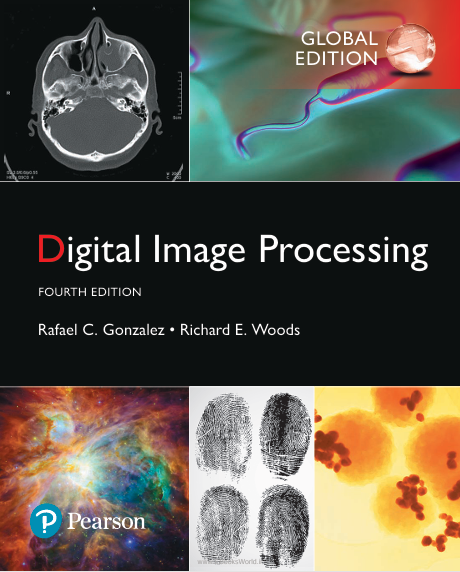 A
GLOBAL
EDITION
R
Digital Image Processing
FOURTH EDITION
Rafael C. Gonzalez • Richard E. Woods
Pearson